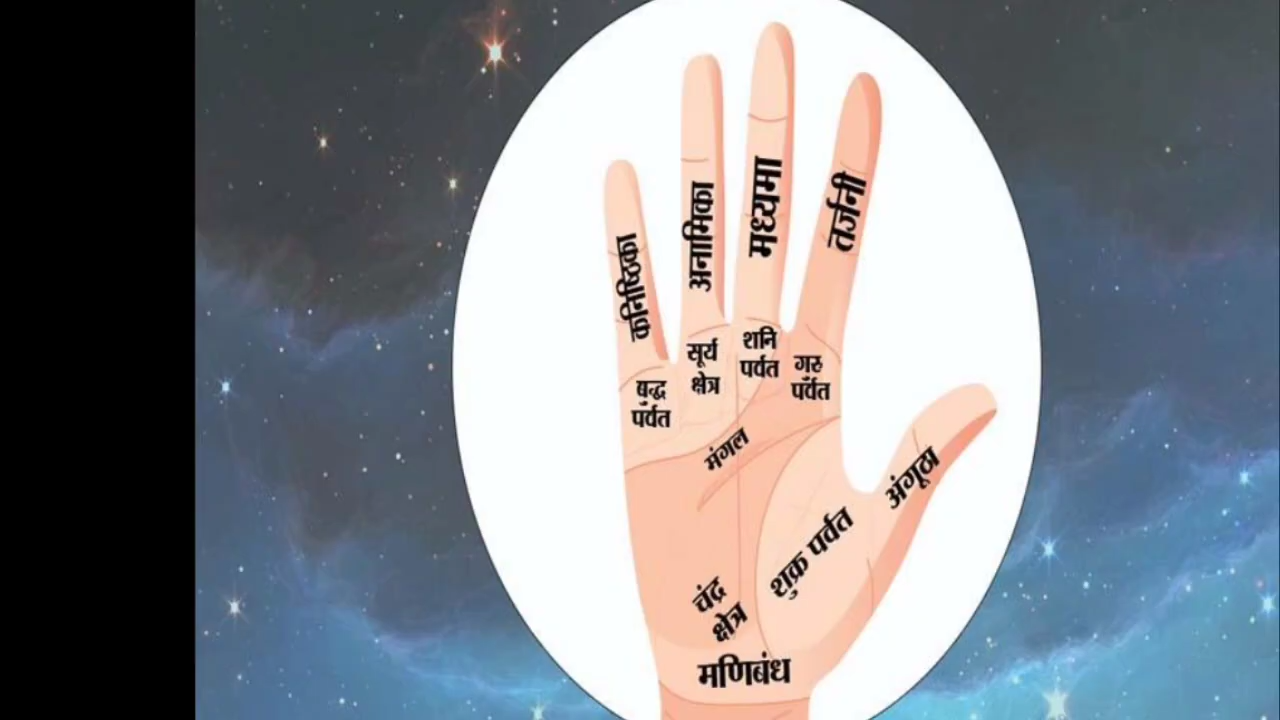 कनिष्ठिका
अनामिका
मध्यमा
तर्जनी
बुद्ध
पर्वत
सूर्य
क्षेत्र
शनि
पर्वत
गुरु
पर्वत
मंगल
अंगूठा
शुक्र पर्वत
चंद्र
क्षेत्र
मणिबंध